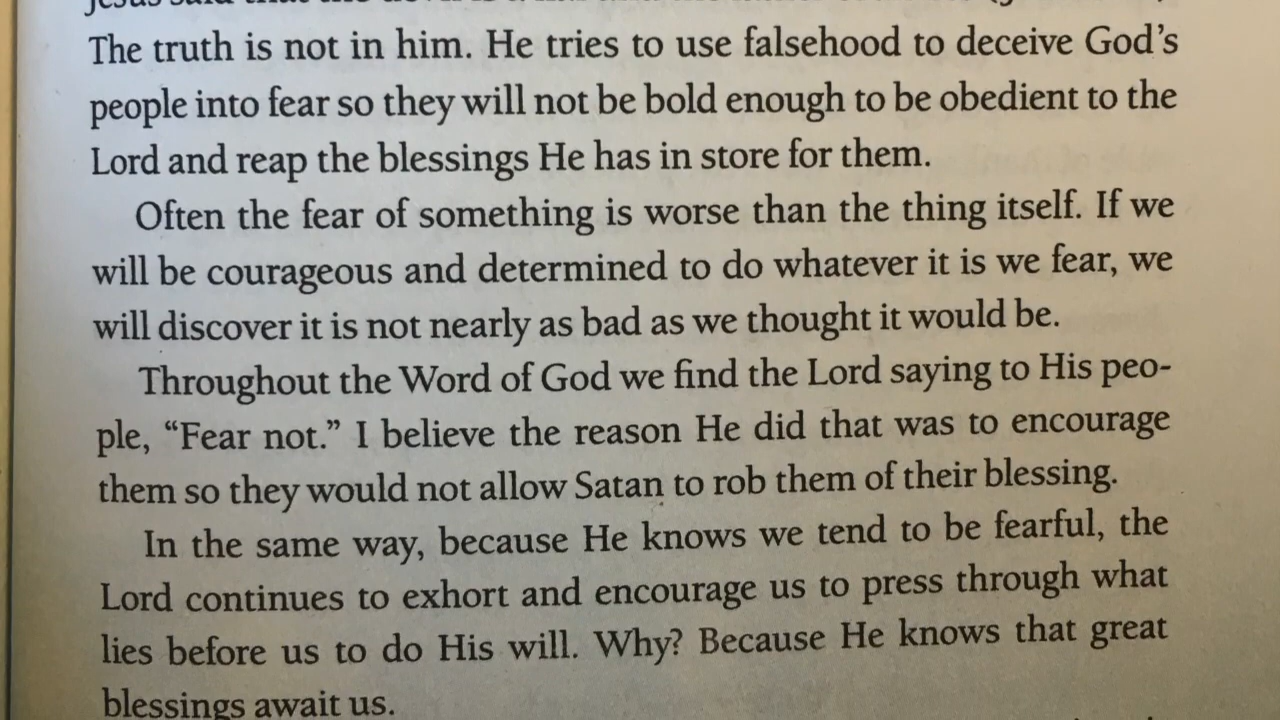 The truth is not in him. He tries to use falsehood to deceive God's
people into fear so they will not be bold enough to be obedient to the
Lord and reap the blessings He has in store for them.
Often the fear of something is worse than the thing itself. If we
will be courageous and determined to do whatever it is we fear, we
will discover it is not nearly as bad as we thought it would be.
Throughout the Word of God we find the Lord saying to His peo-
ple, “Fear not.” I believe the reason He did that was to encourage
them so they would not allow Satan to rob them of their blessing.
In the same way, because He knows we tend to be fearful, the
Lord continues to exhort and encourage us to press through what
lies before us to do His will. Why? Because He knows that great
blessings await us.